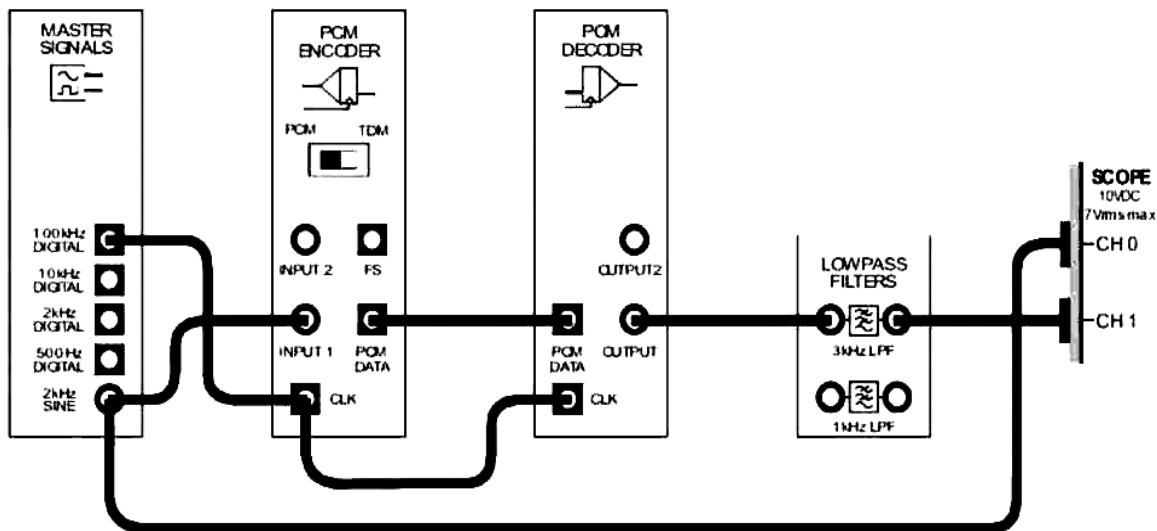 MASTER
SIGNALS
100kHz
DIGITAL
10kHz
DIGITAL
2kHz
DIGITAL
500Hz
DIGITAL
2kHz
SINE
PCM
ENCODER
PCM
TDM
INPUT 2
FS
INPUT 1
PCM
DATA
CLK
PCM
DECODER
OUTPUT2
PCM
DATA
OUTPUT
CLK
LOWPASS
FILTERS
3kHz LPF
1kHz LPF
SCOPE
10VDC
7Vrms max
CH 0
CH 1